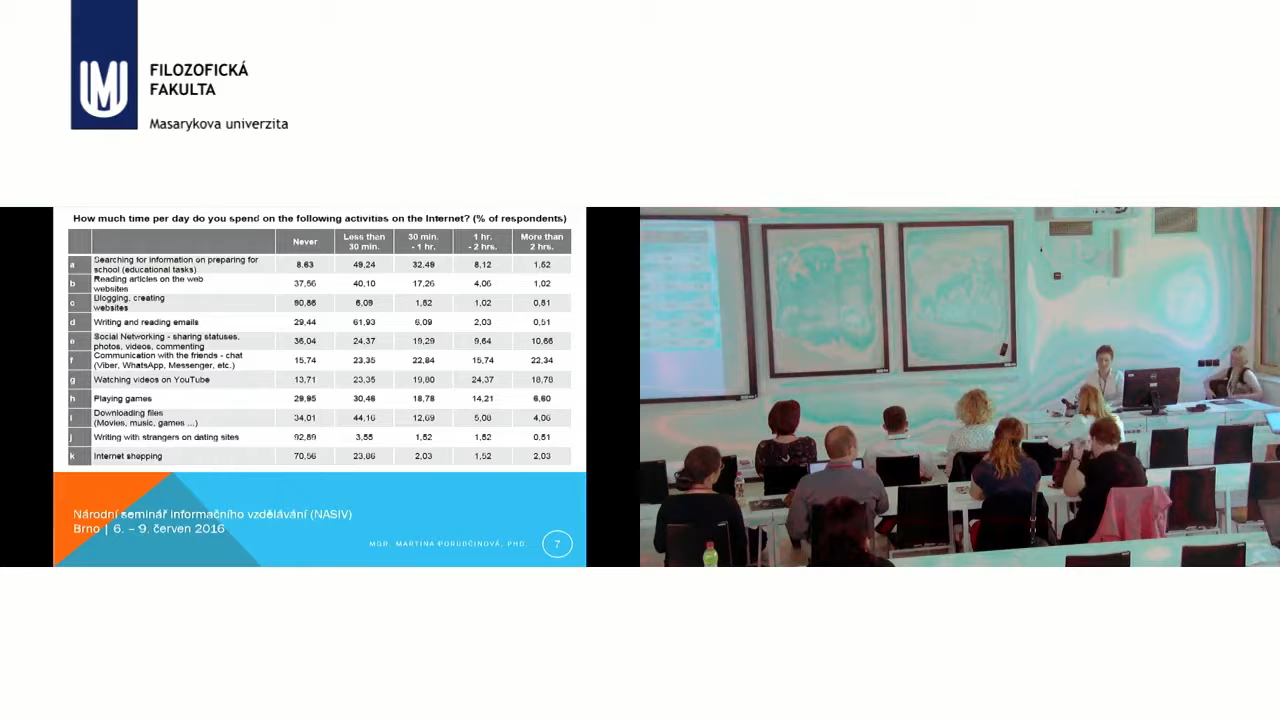 FILOZOFICKÁ
FAKULTA
Masarykova univerzita
How much time per day do you spend on the following activities on the Internet? (% of respondents)
Never Less than 30 min. 30 min. - 1 hr. 1 hr. - 2 hrs. More than 2 hrs.
a Searching for information on preparing for school (educational tasks) 8,63 49,24 32,49 8,12 1,52
b Reading articles on the web websites 37,56 40,10 17,26 4,06 1,02
c Blogging, creating websites 90,86 6,09 1,52 1,02 0,51
d Writing and reading emails 29,44 61,93 6,09 2,03 0,51
e Social Networking - sharing statuses, photos, videos, commenting 36,04 24,37 19,29 9,64 10,66
f Communication with the friends - chat (Viber, WhatsApp, Messenger, etc.) 15,74 23,35 22,84 15,74 22,34
g Watching videos on YouTube 13,71 23,35 19,80 24,37 18,78
h Playing games 29,95 30,46 18,78 14,21 6,60
i Downloading files (Movies, music, games ...) 34,01 44,16 12,69 5,08 4,06
j Writing with strangers on dating sites 92,89 3,55 1,52 1,52 0,51
k Internet shopping 70,56 23,86 2,03 1,52 2,03
Národní seminář informačního vzdělávání (NASIV)
Brno | 6. – 9. červen 2016
MGR. MARTINA PORUDČINOVÁ, PHD. 7